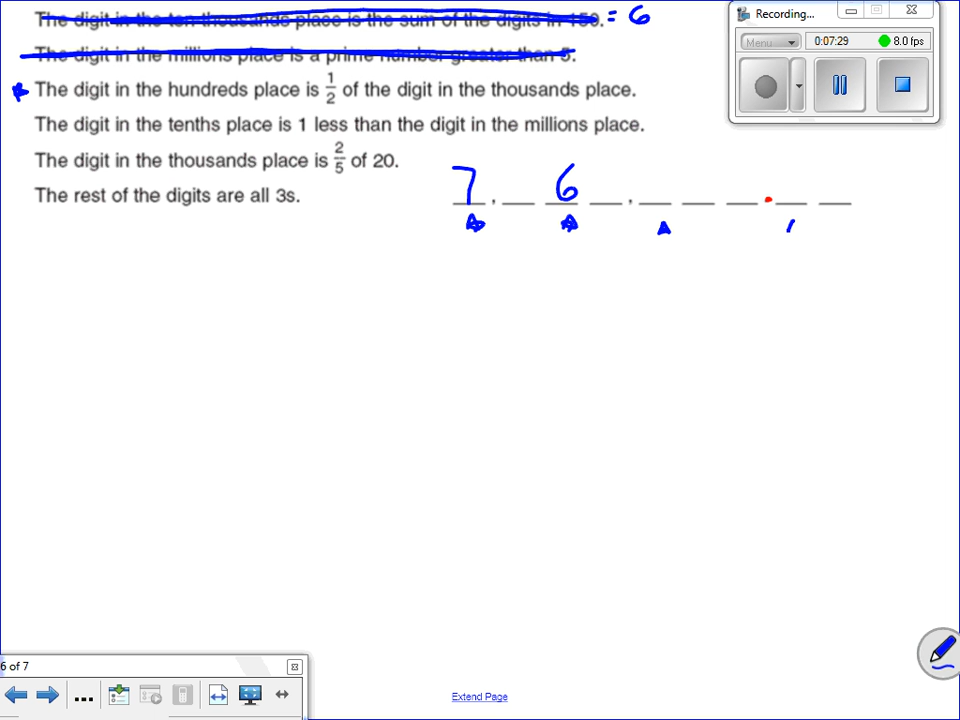 The digit in the ten thousands place is the sum of the digits in 150. = 6
The digit in the millions place is a prime number greater than 5.
The digit in the hundreds place is 1/2 of the digit in the thousands place.
The digit in the tenths place is 1 less than the digit in the millions place.
The digit in the thousands place is 2/5 of 20.
The rest of the digits are all 3s.
7 , _ 6 _ , _ _ _ . _ _
Recording...
Menu
0:07:29
8.0 fps
6 of 7
...
Extend Page